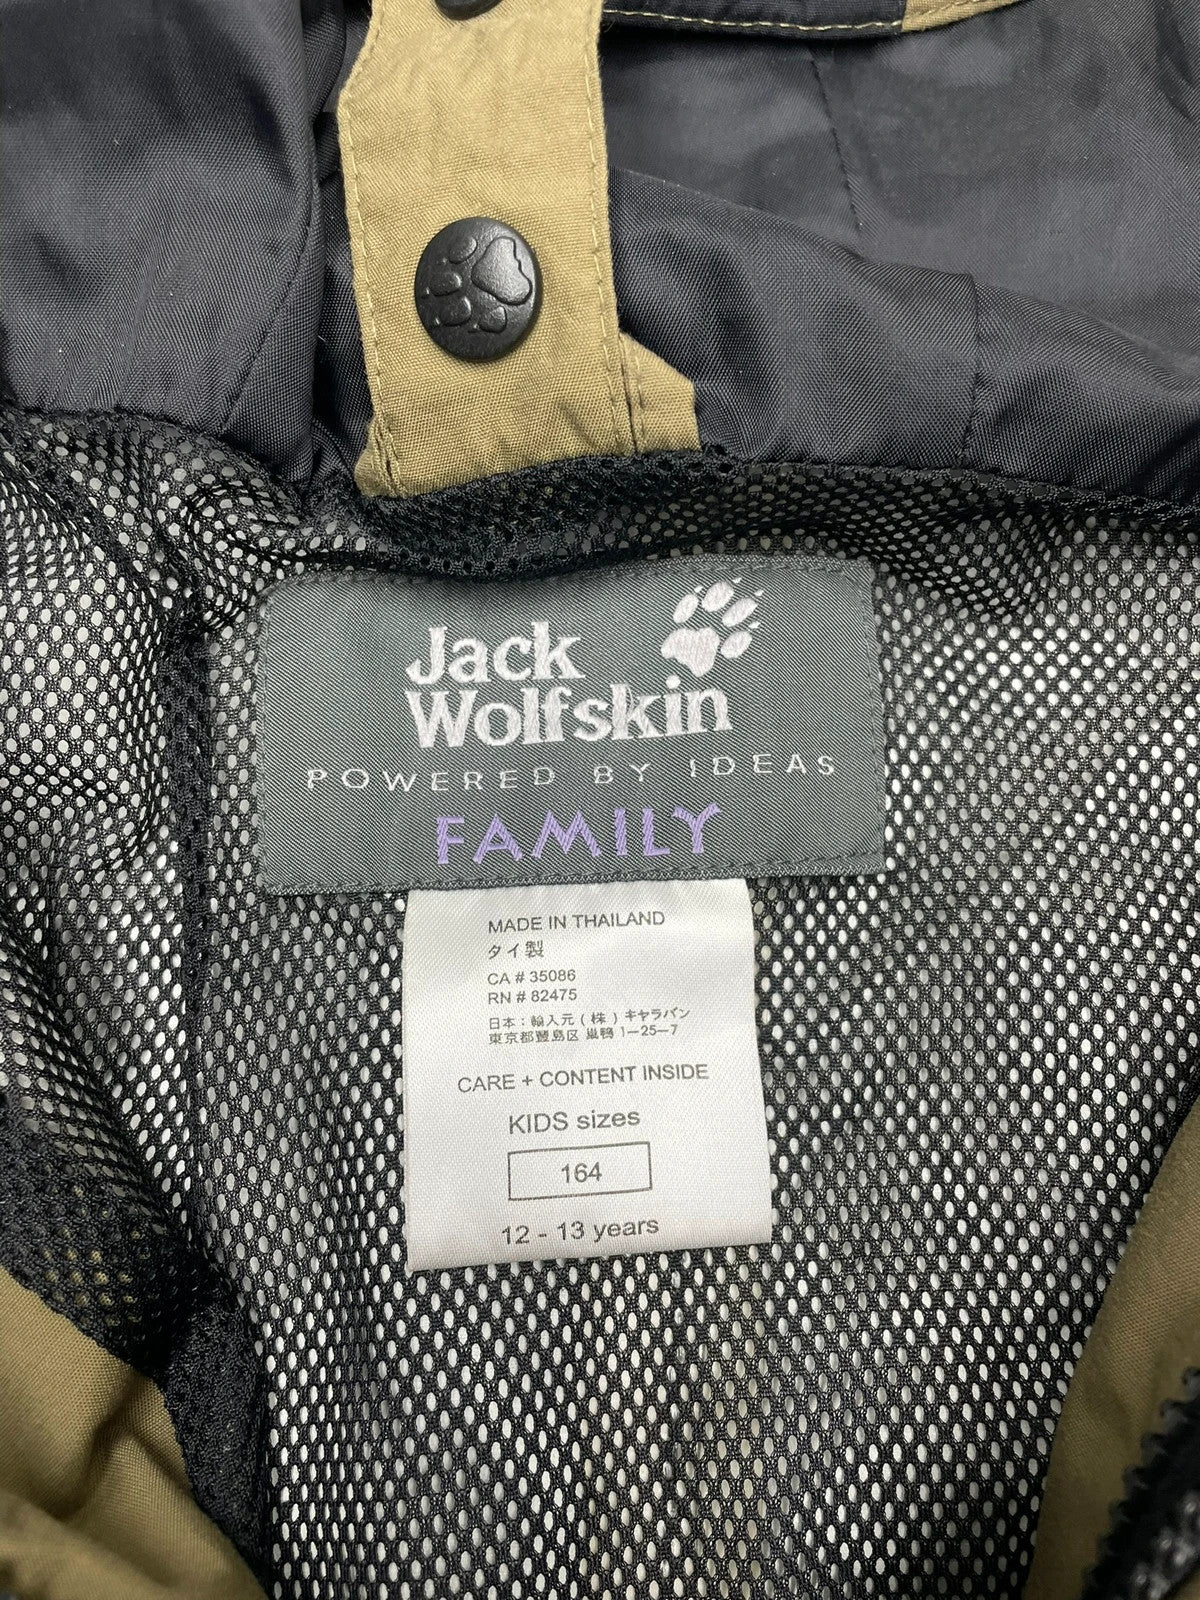 Jack
Wolfskin
POWERED BY IDEAS
FAMILY
MADE IN THAILAND
タイ製
CA # 35086
RN # 82475
日本：輸入元（株）キャラバン
東京都豐島区 巣鴨 1-25-7
CARE + CONTENT INSIDE
KIDS sizes
164
12 - 13 years